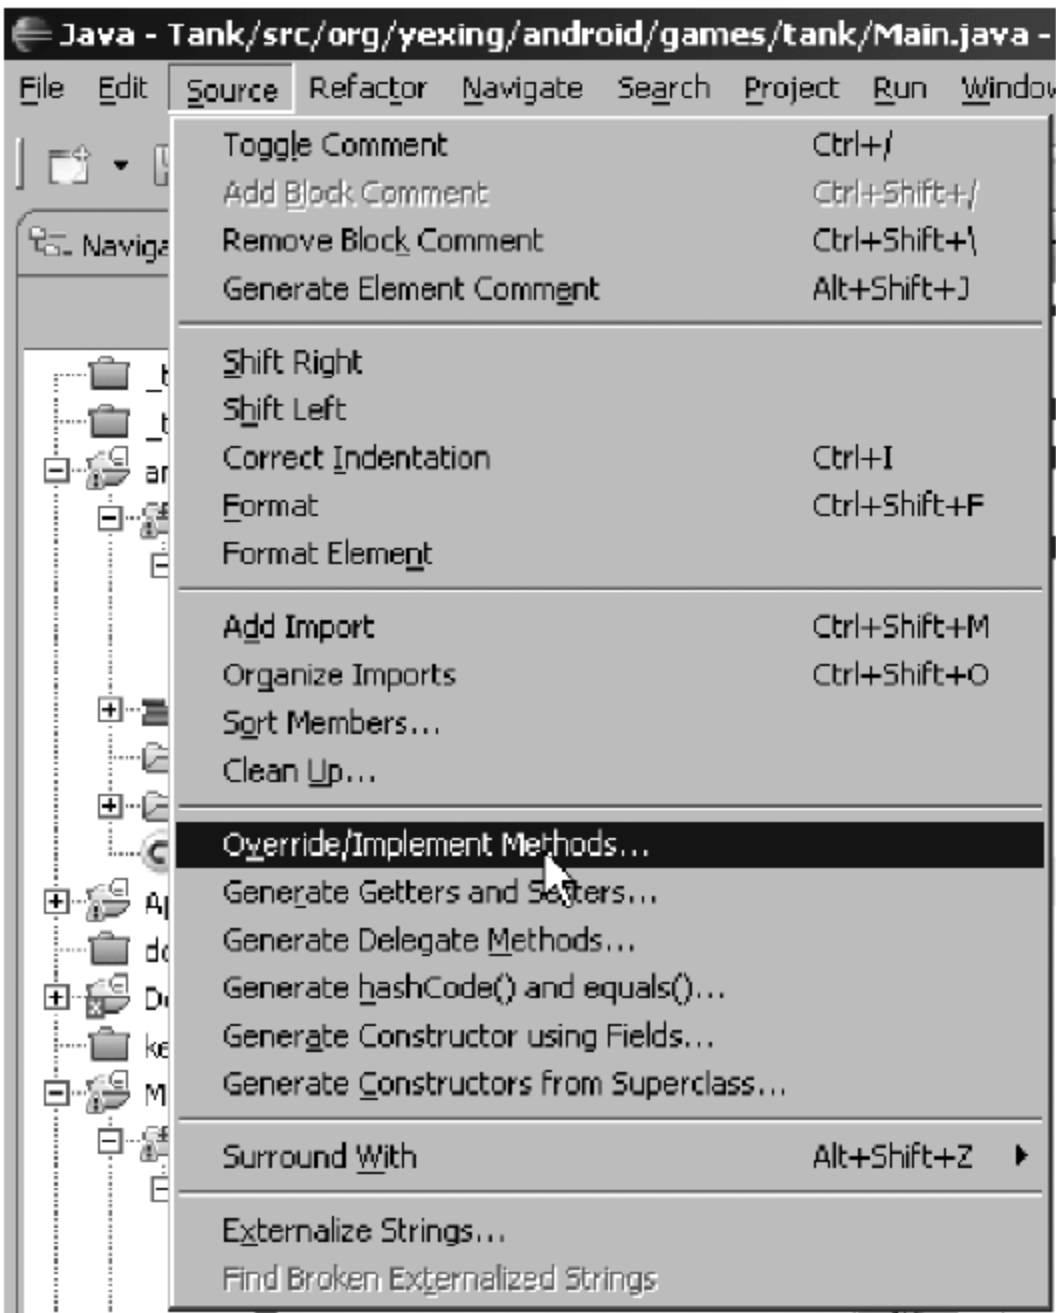 Java - Tank/src/org/yexing/android/games/tank/Main.java -
File Edit Source Refactor Navigate Search Project Run Window
Toggle Comment Ctrl+/
Add Block Comment Ctrl+Shift+/
Naviga
Remove Block Comment Ctrl+Shift+\
Generate Element Comment Alt+Shift+J
Shift Right
Shift Left
Correct Indentation Ctrl+I
Format Ctrl+Shift+F
Format Element
Add Import Ctrl+Shift+M
Organize Imports Ctrl+Shift+O
Sort Members...
Clean Up...
Override/Implement Methods...
Generate Getters and Setters...
Generate Delegate Methods...
Generate hashCode() and equals()...
Generate Constructor using Fields...
Generate Constructors from Superclass...
Surround With Alt+Shift+Z
Externalize Strings...
Find Broken Externalized Strings